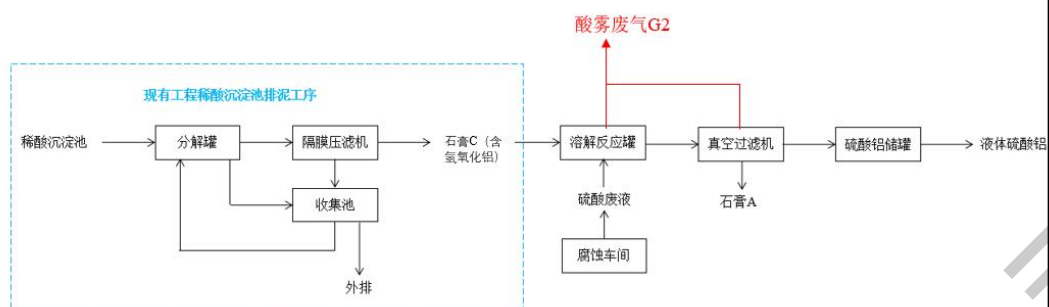 酸雾废气G2
现有工程稀酸沉淀池排泥工序
稀酸沉淀池
分解罐
隔膜压滤机
石膏C（含
氢氧化铝）
溶解反应罐
真空过滤机
硫酸铝储罐
液体硫酸铝
收集池
硫酸废液
石膏A
腐蚀车间
外排